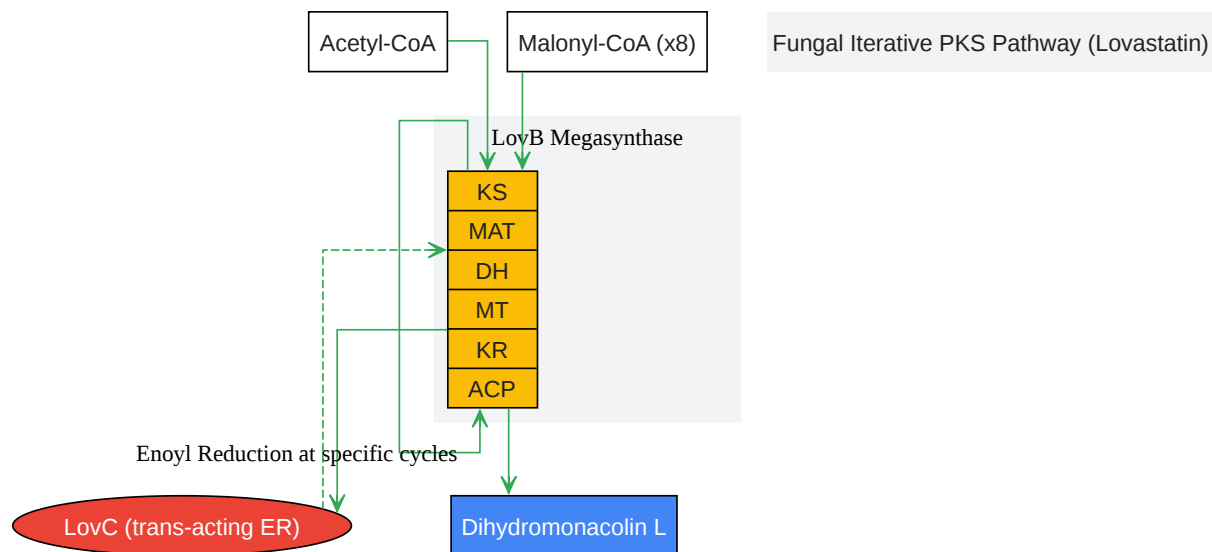 Acetyl-CoA
Malonyl-CoA (x8)
Fungal Iterative PKS Pathway (Lovastatin)
LovB Megasynthase
KS
MAT
DH
MT
KR
ACP
Enoyl Reduction at specific cycles
LovC (trans-acting ER)
Dihydromonacolin L